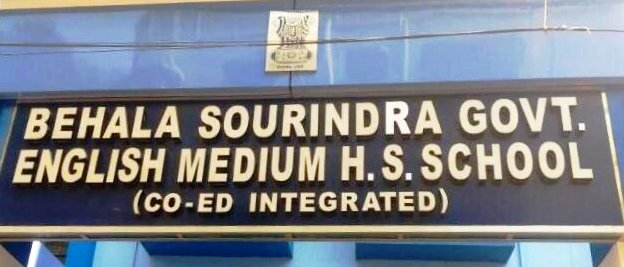 BEHALA SOURINDRA GOVT.
ENGLISH MEDIUM H.S. SCHOOL
(CO-ED INTEGRATED)